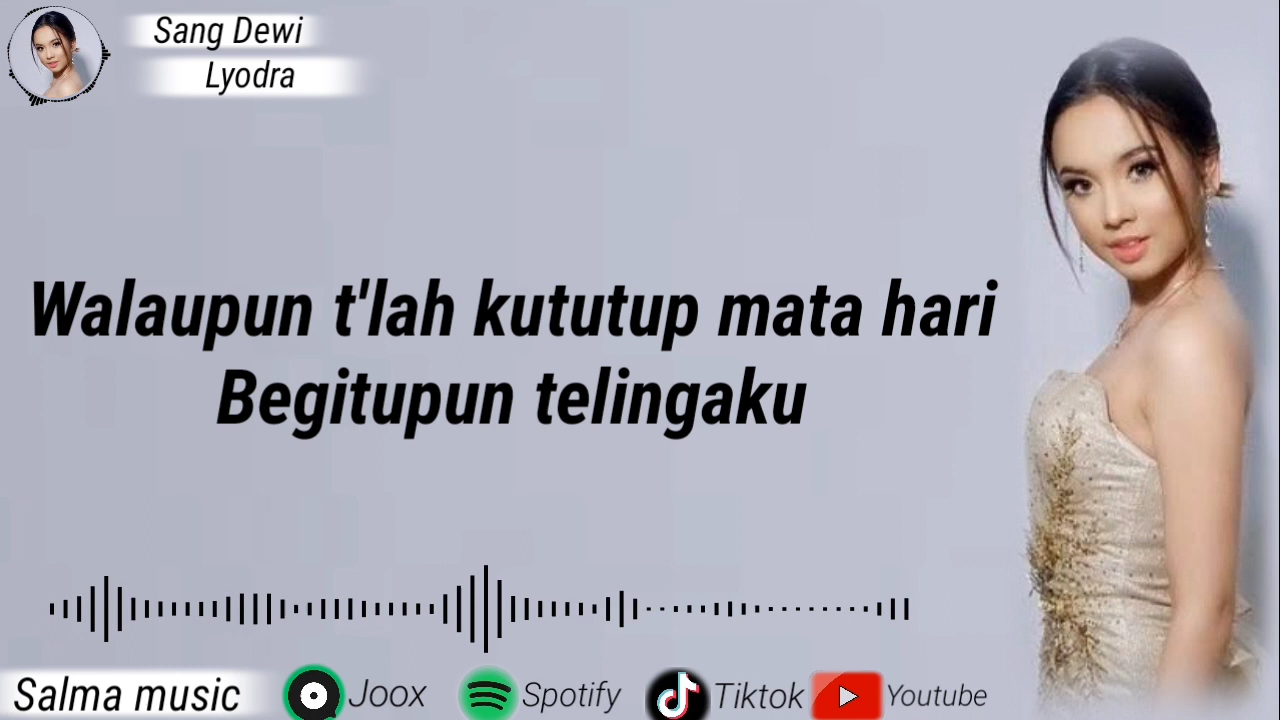 Sang Dewi
Lyodra
Walaupun t'lah kututup mata hari
Begitupun telingaku
Salma music Joox Spotify Tiktok Youtube